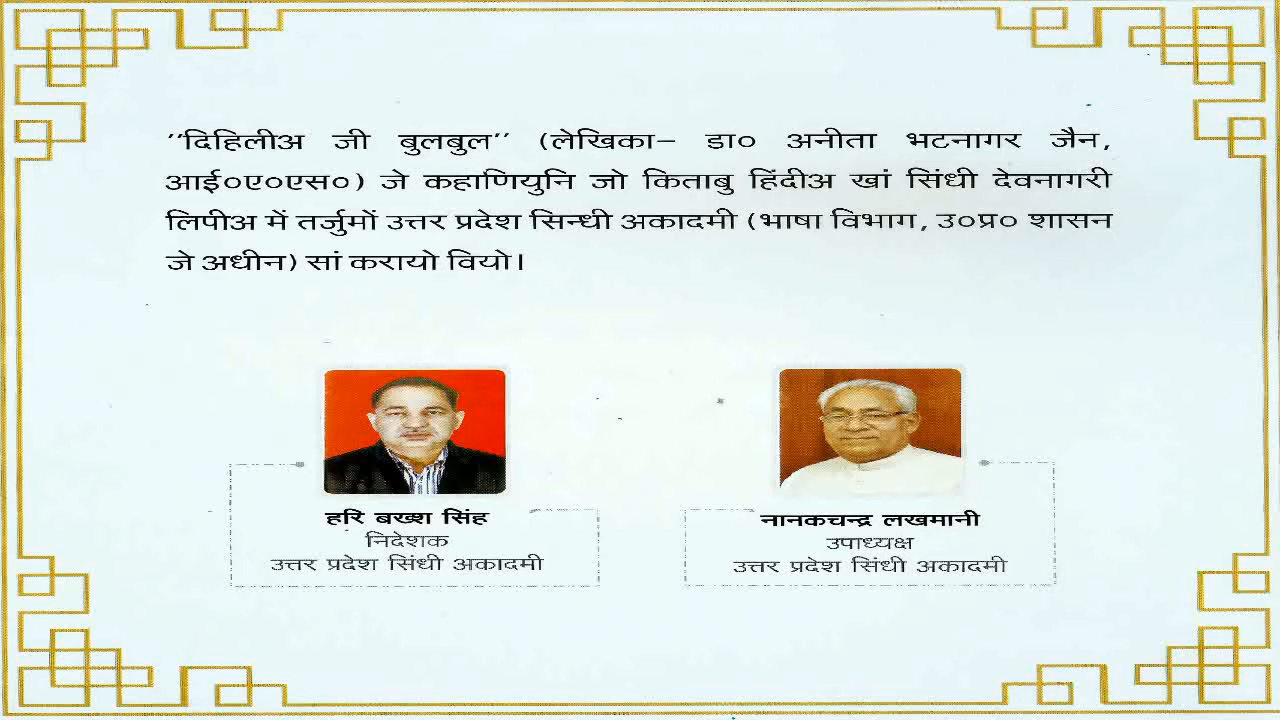 ‘‘दिहिलीअ जी बुलबुल’’ (लेखिका– डा० अनीता भटनागर जैन,
आई०ए०एस०) जे कहाणियुनि जो किताबु हिंदीअ खां सिंधी देवनागरी
लिपीअ में तर्जुमों उत्तर प्रदेश सिन्धी अकादमी (भाषा विभाग, उ०प्र० शासन
जे अधीन) सां करायो वियो।
हरि बख्श सिंह
निदेशक
उत्तर प्रदेश सिंधी अकादमी
नानकचन्द्र लखमानी
उपाध्यक्ष
उत्तर प्रदेश सिंधी अकादमी